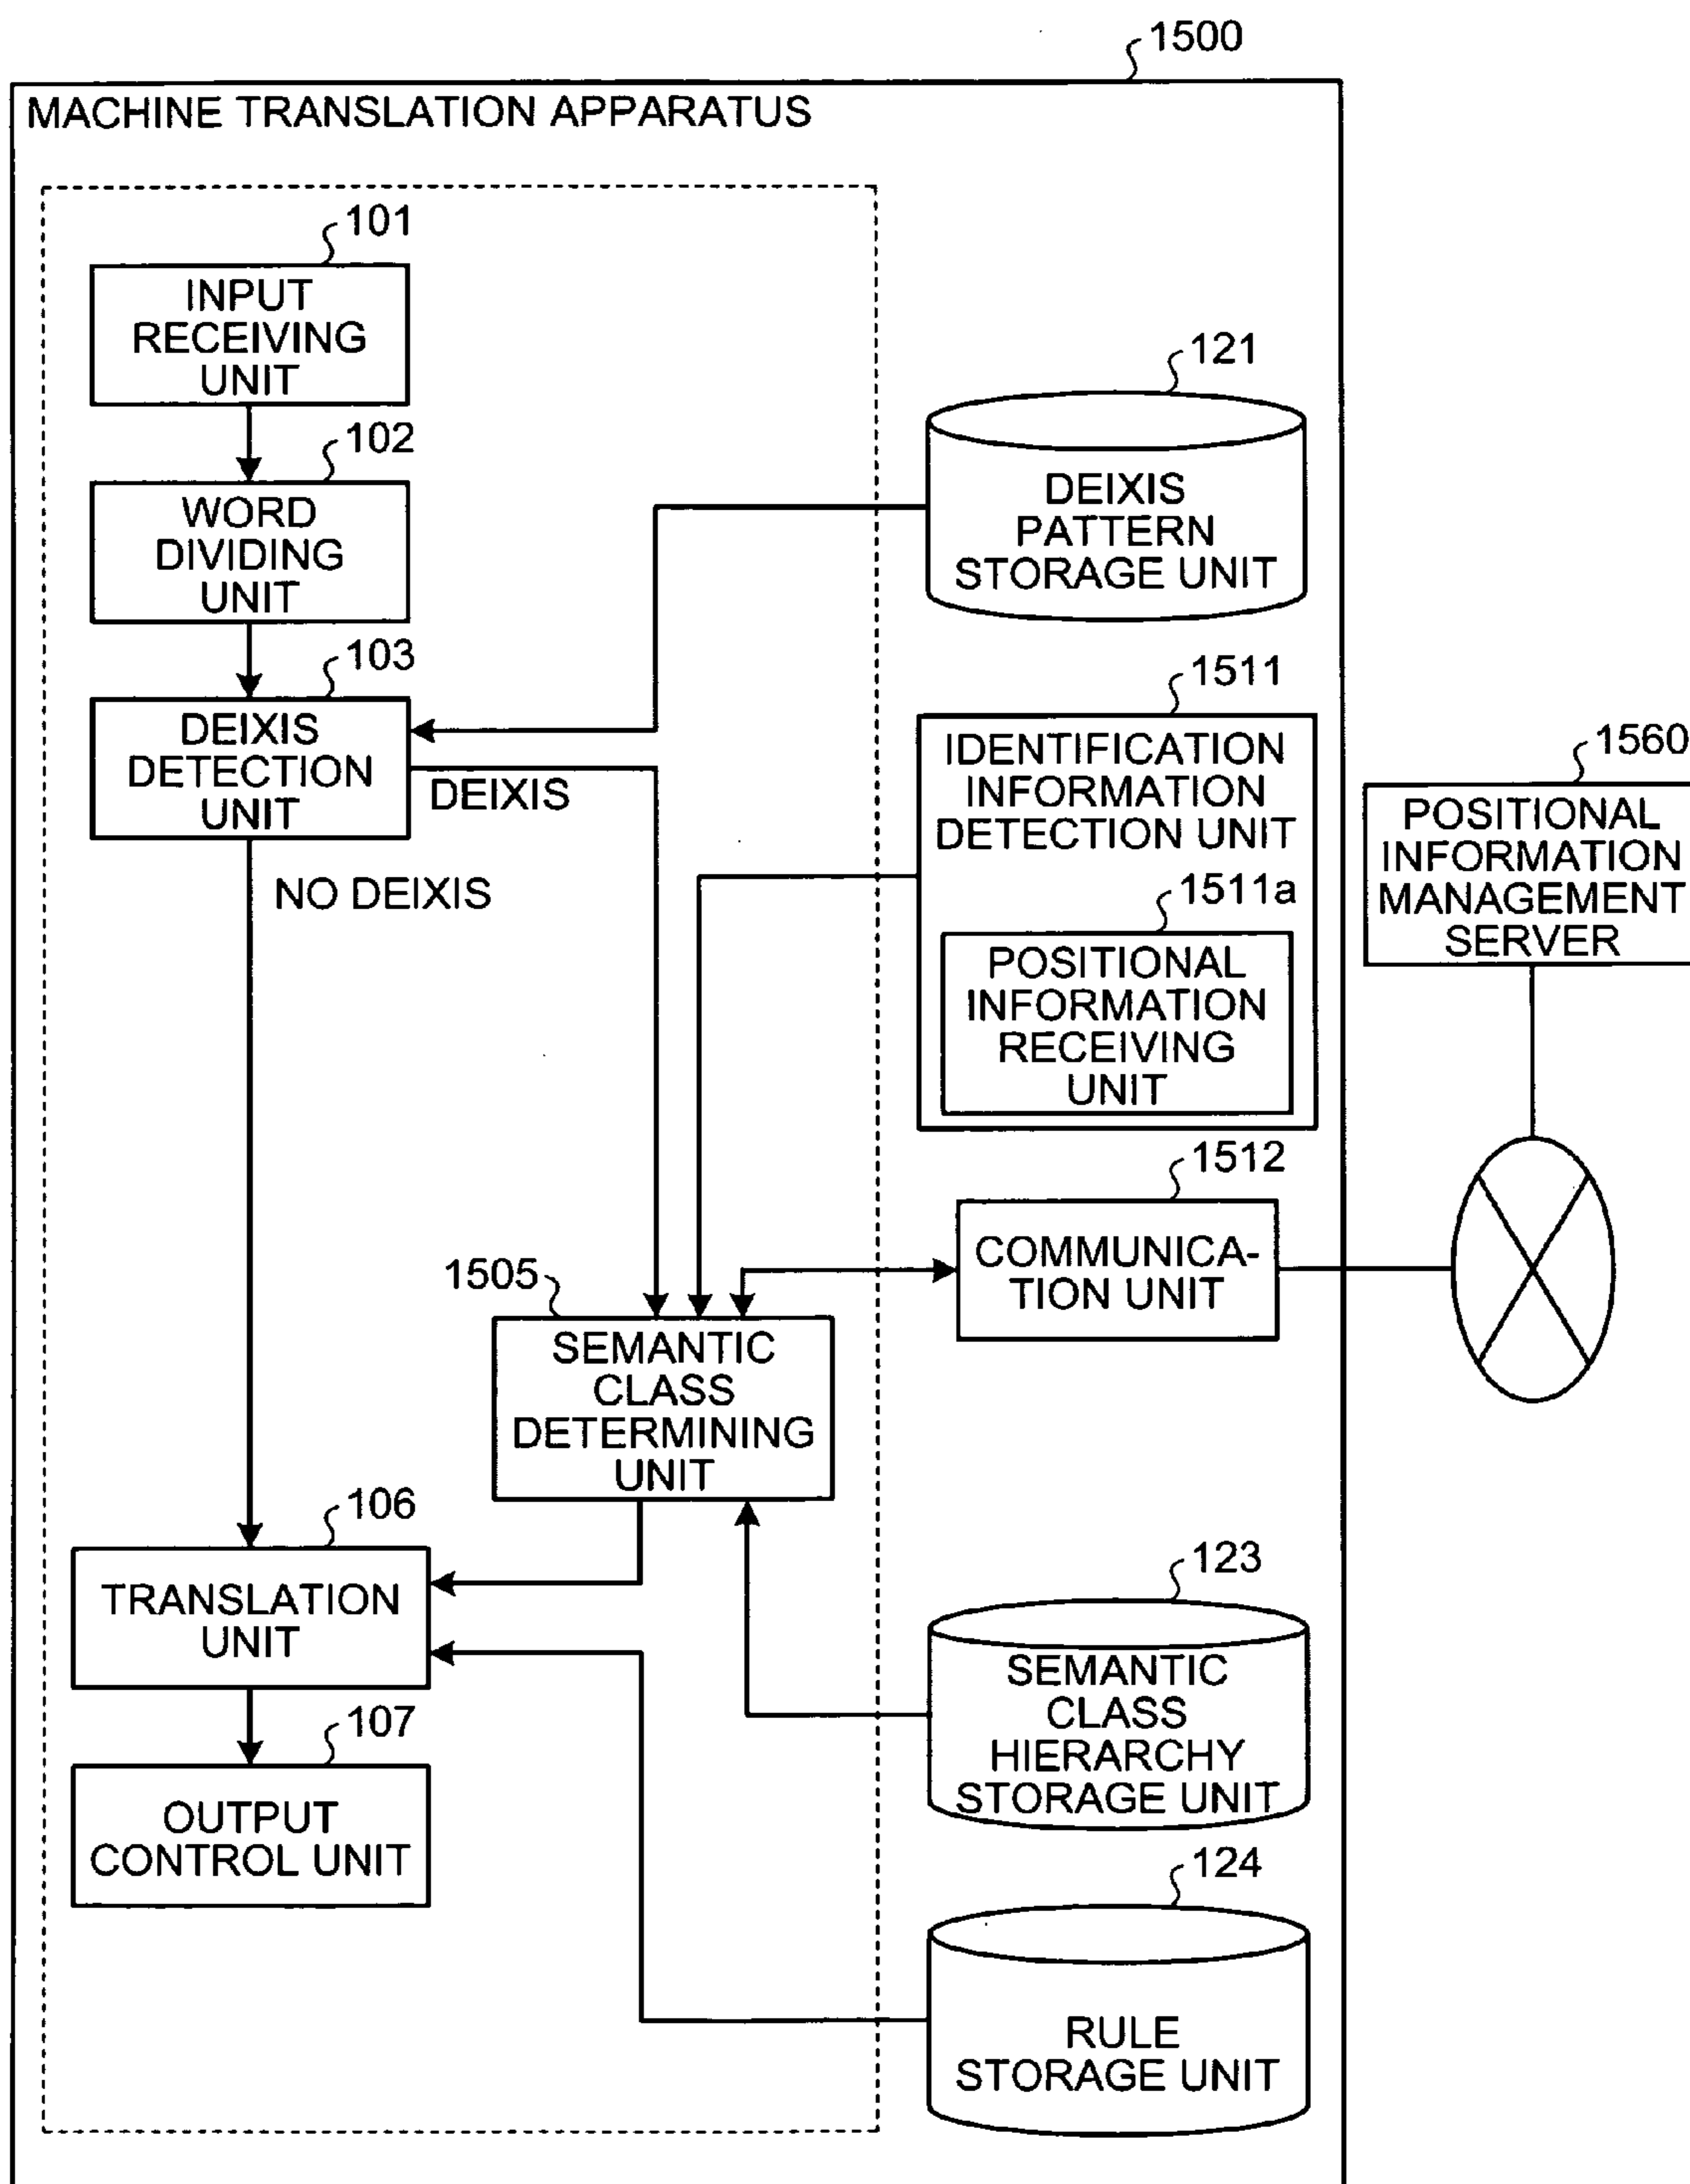 1500
MACHINE TRANSLATION APPARATUS
101
INPUT
RECEIVING
UNIT
102
WORD
DIVIDING
UNIT
103
DEIXIS
DETECTION
UNIT
DEIXIS
NO DEIXIS
121
DEIXIS
PATTERN
STORAGE UNIT
1511
IDENTIFICATION
INFORMATION
DETECTION UNIT
1511a
POSITIONAL
INFORMATION
RECEIVING
UNIT
1560
POSITIONAL
INFORMATION
MANAGEMENT
SERVER
1512
COMMUNICA-
TION UNIT
1505
SEMANTIC
CLASS
DETERMINING
UNIT
106
TRANSLATION
UNIT
123
SEMANTIC
CLASS
HIERARCHY
STORAGE UNIT
107
OUTPUT
CONTROL UNIT
124
RULE
STORAGE UNIT